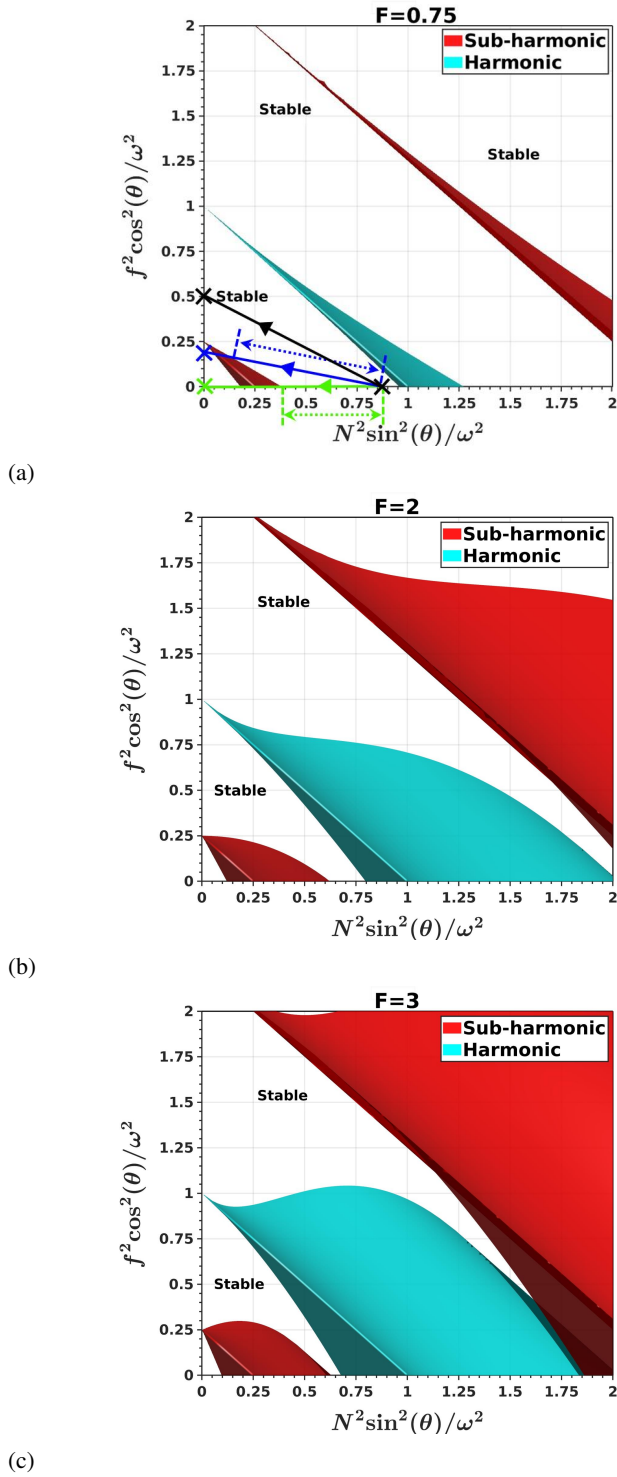 F=0.75
Sub-harmonic
Harmonic
Stable
Stable
Stable
2
1.75
1.5
1.25
1
0.75
0.5
0.25
0
f²cos²(θ)/ω²
0 0.25 0.5 0.75 1 1.25 1.5 1.75 2
N²sin²(θ)/ω²
(a)
F=2
Sub-harmonic
Harmonic
Stable
Stable
2
1.75
1.5
1.25
1
0.75
0.5
0.25
0
f²cos²(θ)/ω²
0 0.25 0.5 0.75 1 1.25 1.5 1.75 2
N²sin²(θ)/ω²
(b)
F=3
Sub-harmonic
Harmonic
Stable
Stable
2
1.75
1.5
1.25
1
0.75
0.5
0.25
0
f²cos²(θ)/ω²
0 0.25 0.5 0.75 1 1.25 1.5 1.75 2
N²sin²(θ)/ω²
(c)